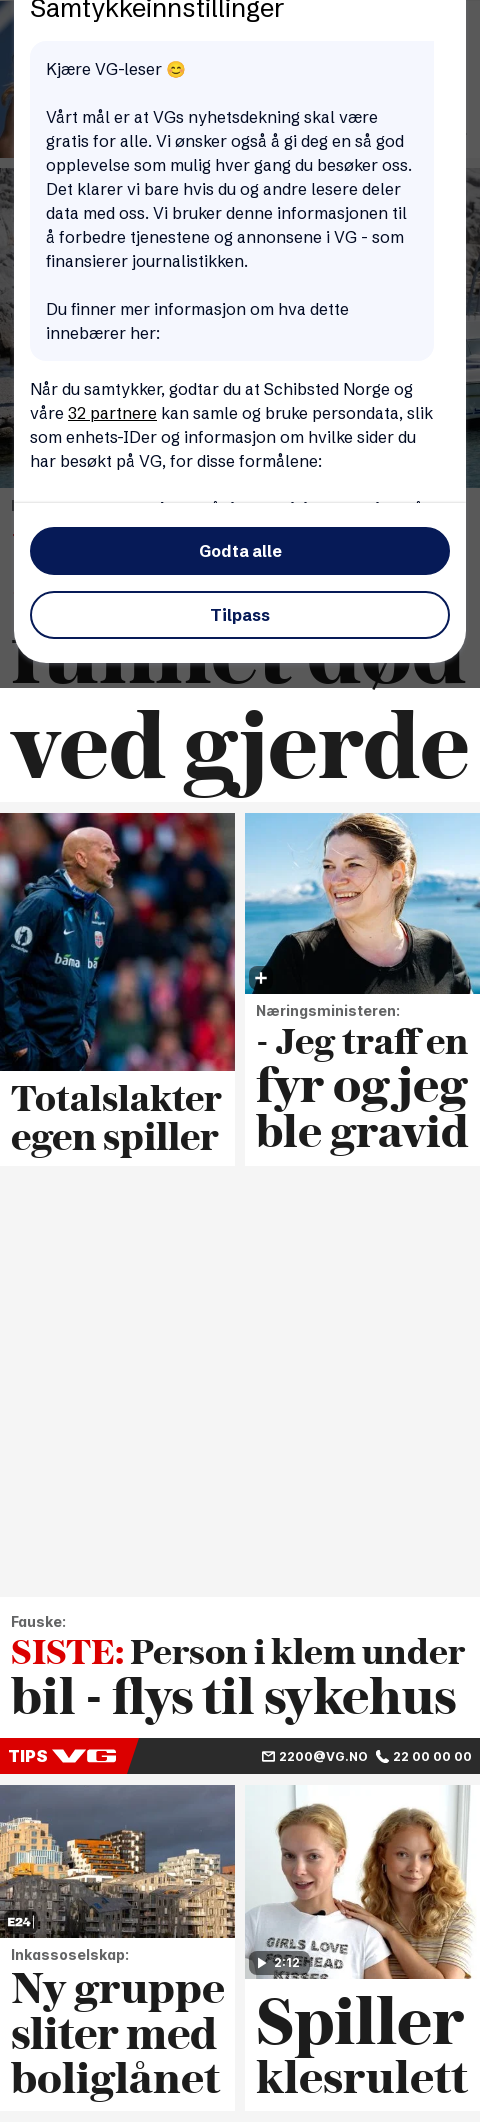 Samtykkeinnstillinger
Kjære VG-leser 😊
Vårt mål er at VGs nyhetsdekning skal være
gratis for alle. Vi ønsker også å gi deg en så god
opplevelse som mulig hver gang du besøker oss.
Det klarer vi bare hvis du og andre lesere deler
data med oss. Vi bruker denne informasjonen til
å forbedre tjenestene og annonsene i VG - som
finansierer journalistikken.
Du finner mer informasjon om hva dette
innebærer her:
Når du samtykker, godtar du at Schibsted Norge og
våre 32 partnere kan samle og bruke persondata, slik
som enhets-IDer og informasjon om hvilke sider du
har besøkt på VG, for disse formålene:
Godta alle
Tilpass
funnet død
ved gjerde
bama
Totalslakter
egen spiller
Næringsministeren:
- Jeg traff en
fyr og jeg
ble gravid
Fauske:
SISTE: Person i klem under
bil - flys til sykehus
TIPS VG 2200@VG.NO 22 00 00 00
E24
Inkassoselskap:
Ny gruppe
sliter med
boliglånet
GIRLS LOVE
FOREHEAD
KISSES
2:12
Spiller
klesrulett